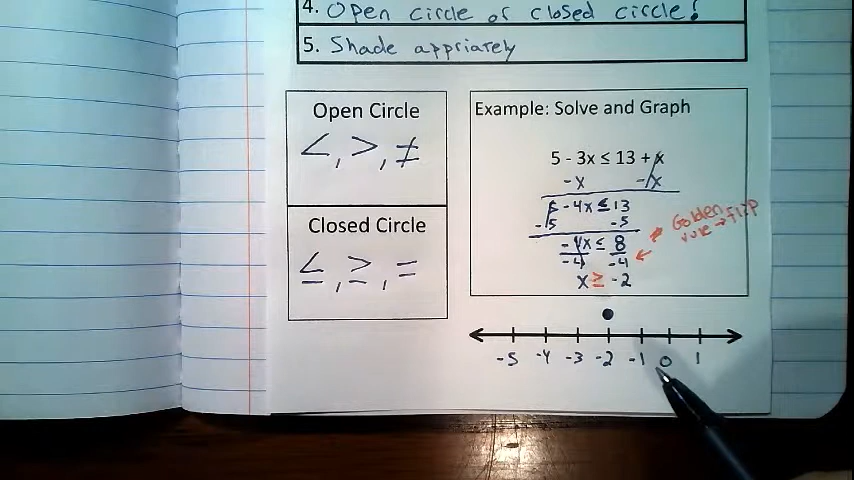 4. Open circle or closed circle!
5. Shade appriately
Open Circle
<, >, ≠
Closed Circle
≤, ≥, =
Example: Solve and Graph
5 - 3x ≤ 13 + x
-x -x
5 - 4x ≤ 13
-5 -5
-4x ≤ 8
-4 -4
x ≥ -2
Golden
rule → flip
-5 -4 -3 -2 -1 0 1